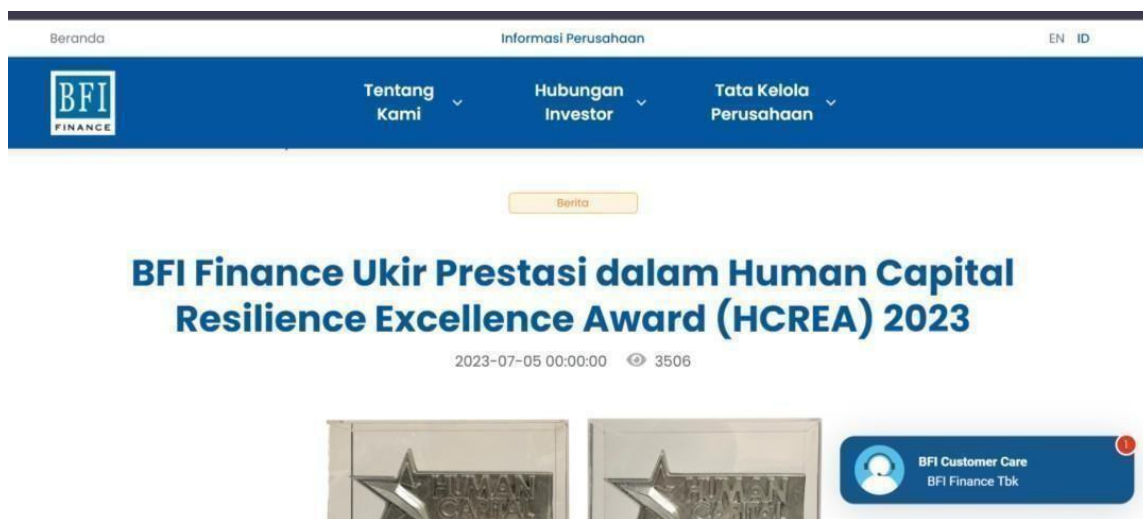 Beranda
Informasi Perusahaan
EN ID
BFI
FINANCE
Tentang
Kami
Hubungan
Investor
Tata Kelola
Perusahaan
Berita
BFI Finance Ukir Prestasi dalam Human Capital
Resilience Excellence Award (HCREA) 2023
2023-07-05 00:00:00 3506
HUMAN
CAPITAL
HUMAN
CAPITAL
1
BFI Customer Care
BFI Finance Tbk